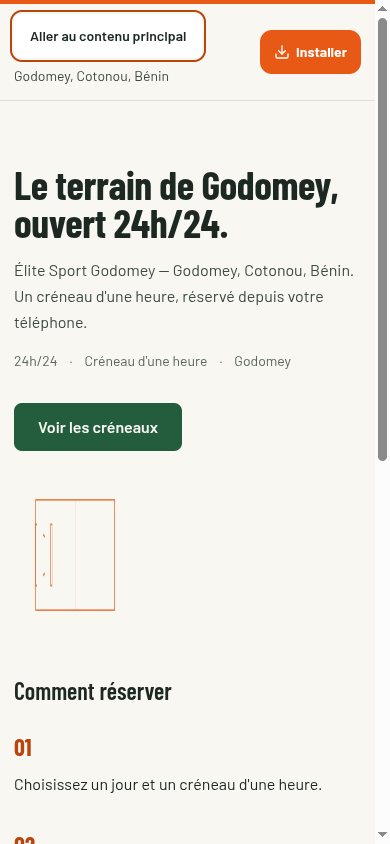 Aller au contenu principal
Godomey, Cotonou, Bénin
Installer
Le terrain de Godomey,
ouvert 24h/24.
Élite Sport Godomey — Godomey, Cotonou, Bénin.
Un créneau d'une heure, réservé depuis votre
téléphone.
24h/24 · Créneau d'une heure · Godomey
Voir les créneaux
Comment réserver
01
Choisissez un jour et un créneau d'une heure.